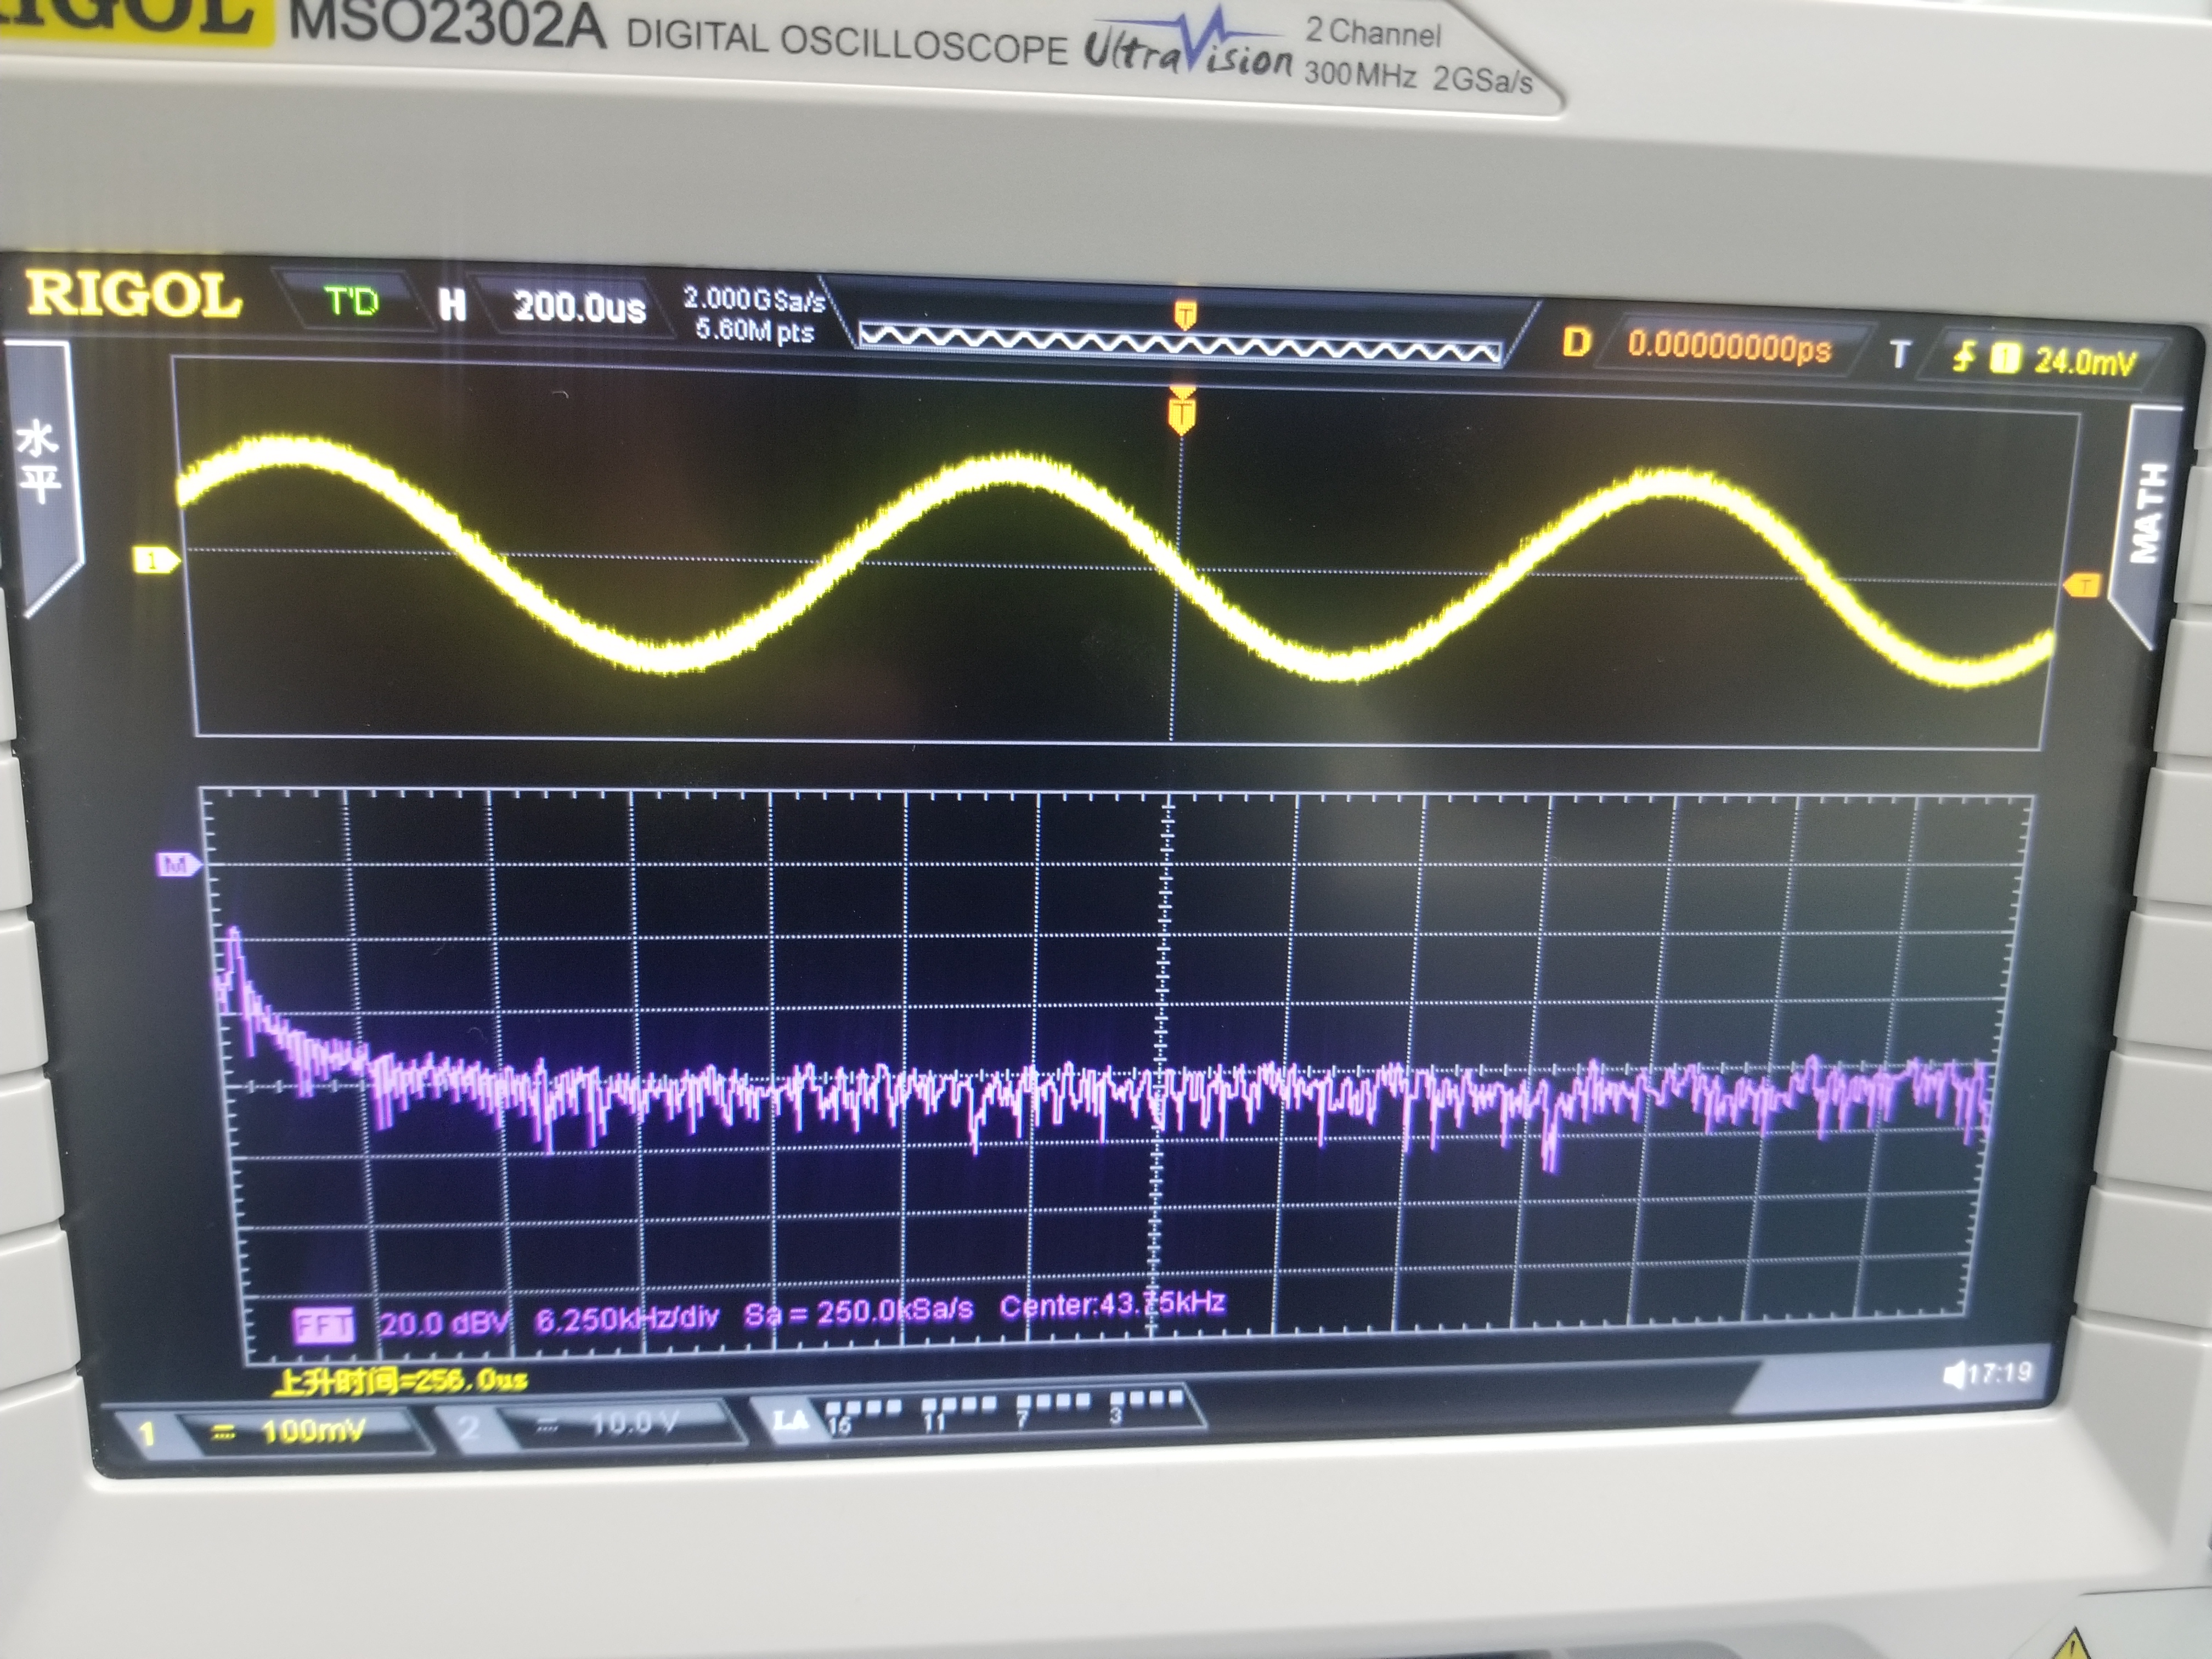 MSO2302A DIGITAL OSCILLOSCOPE UltraVision 2 Channel
300MHz 2GSa/s
RIGOL T'D H 200.0us 2.000GSa/s D 0.00000000ps T 1 24.0mV
5.60M pts
T
T
水平
MATH
1
T
M
FFT 20.0 dBV 6.250kHz/div Sa = 250.0kSa/s Center:43.75kHz
上升时间=256.0us
17:19
1 = 100mV 2 = 10.0 V LA 15 11 7 3